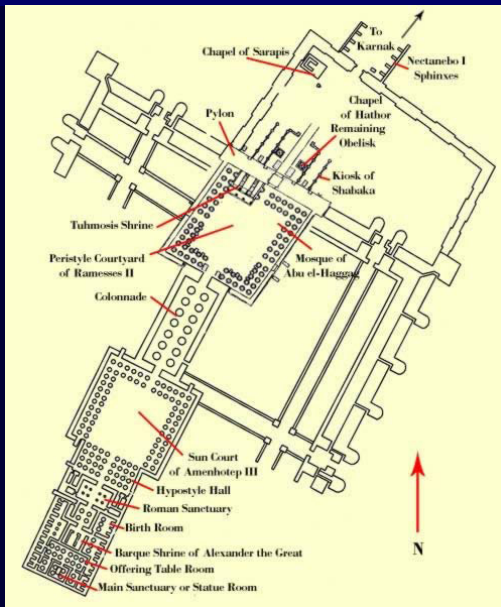 To
Karnak
Nectanebo I
Sphinxes
Chapel of Sarapis
Chapel
of Hathor
Remaining
Obelisk
Pylon
Kiosk of
Shabaka
Tuhmosis Shrine
Peristyle Courtyard
of Ramesses II
Mosque of
Abu el-Haggag
Colonnade
Sun Court
of Amenhotep III
Hypostyle Hall
Roman Sanctuary
Birth Room
Barque Shrine of Alexander the Great
Offering Table Room
Main Sanctuary or Statue Room
N